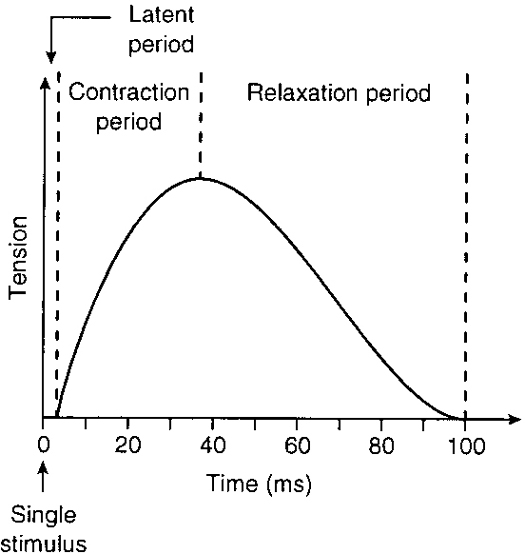 Latent
period
Contraction
period
Relaxation period
Tension
0 20 40 60 80 100
Time (ms)
Single
stimulus